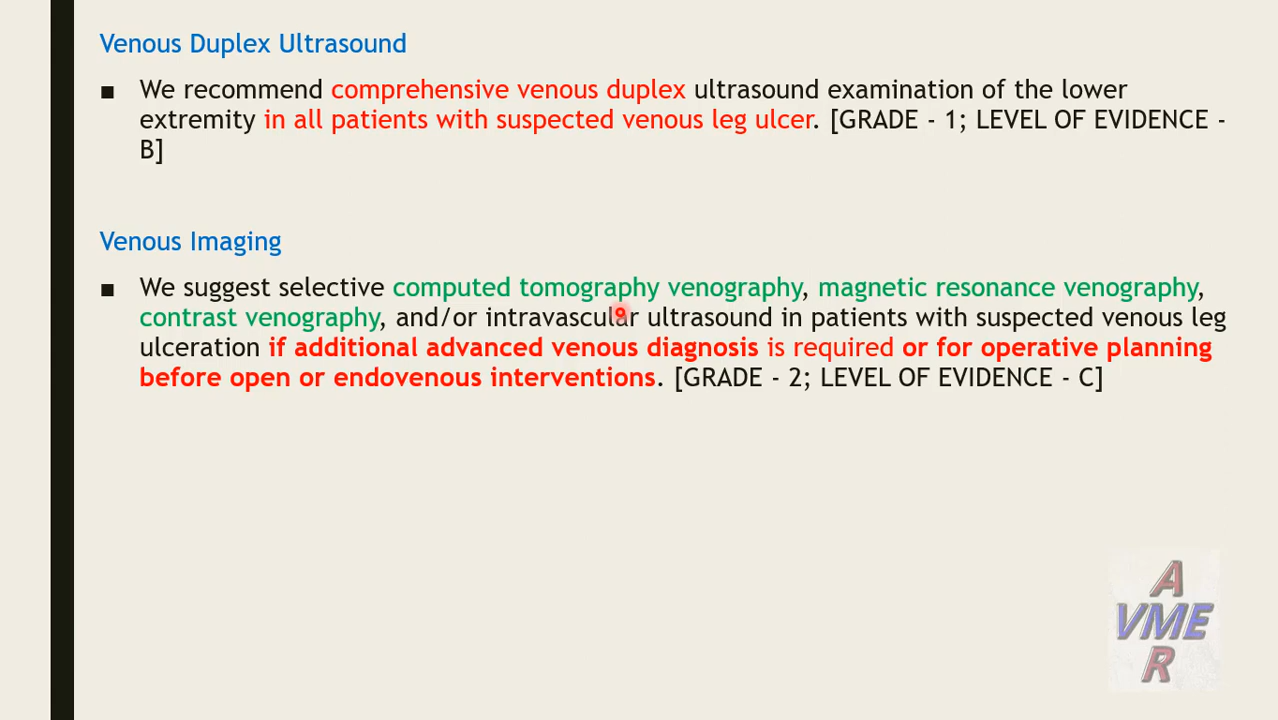 Venous Duplex Ultrasound
■ We recommend comprehensive venous duplex ultrasound examination of the lower
extremity in all patients with suspected venous leg ulcer. [GRADE - 1; LEVEL OF EVIDENCE -
B]
Venous Imaging
■ We suggest selective computed tomography venography, magnetic resonance venography,
contrast venography, and/or intravascular ultrasound in patients with suspected venous leg
ulceration if additional advanced venous diagnosis is required or for operative planning
before open or endovenous interventions. [GRADE - 2; LEVEL OF EVIDENCE - C]
A
VME
R